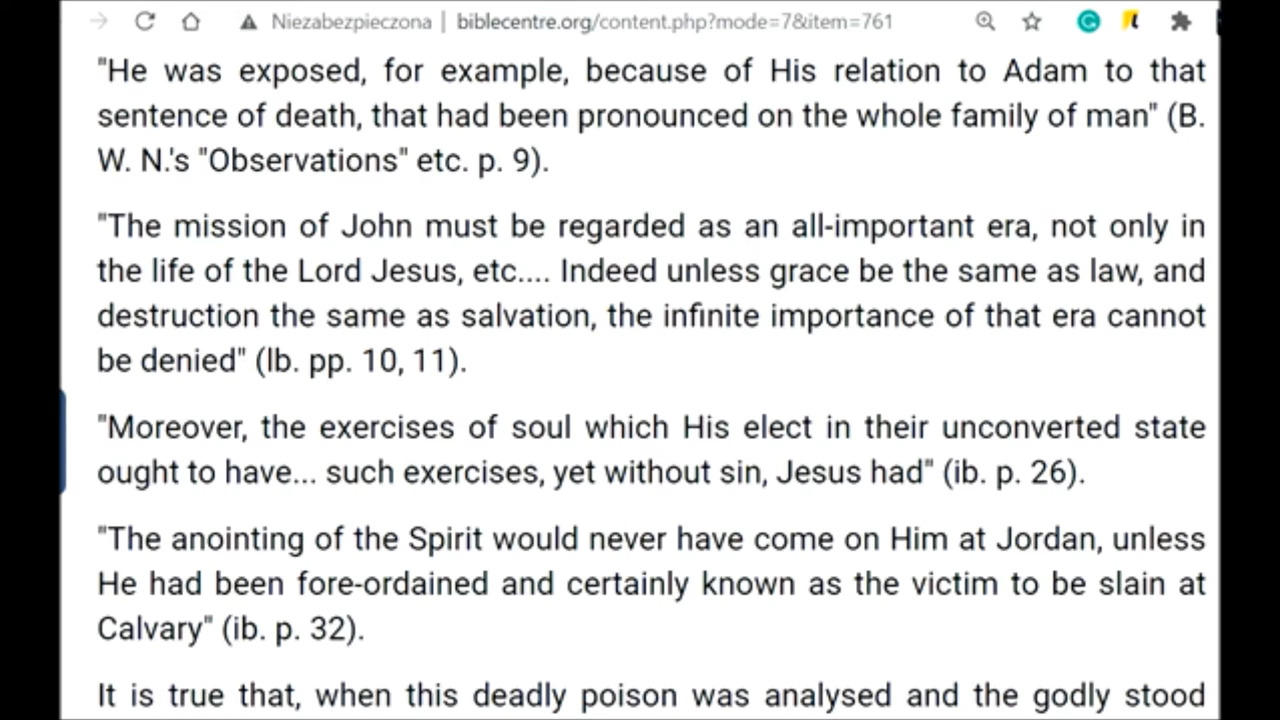 Niezabezpieczona | biblecentre.org/content.php?mode=7&item=761
"He was exposed, for example, because of His relation to Adam to that
sentence of death, that had been pronounced on the whole family of man" (B.
W. N.'s "Observations" etc. p. 9).
"The mission of John must be regarded as an all-important era, not only in
the life of the Lord Jesus, etc.... Indeed unless grace be the same as law, and
destruction the same as salvation, the infinite importance of that era cannot
be denied" (lb. pp. 10, 11).
"Moreover, the exercises of soul which His elect in their unconverted state
ought to have... such exercises, yet without sin, Jesus had" (ib. p. 26).
"The anointing of the Spirit would never have come on Him at Jordan, unless
He had been fore-ordained and certainly known as the victim to be slain at
Calvary" (ib. p. 32).
It is true that, when this deadly poison was analysed and the godly stood